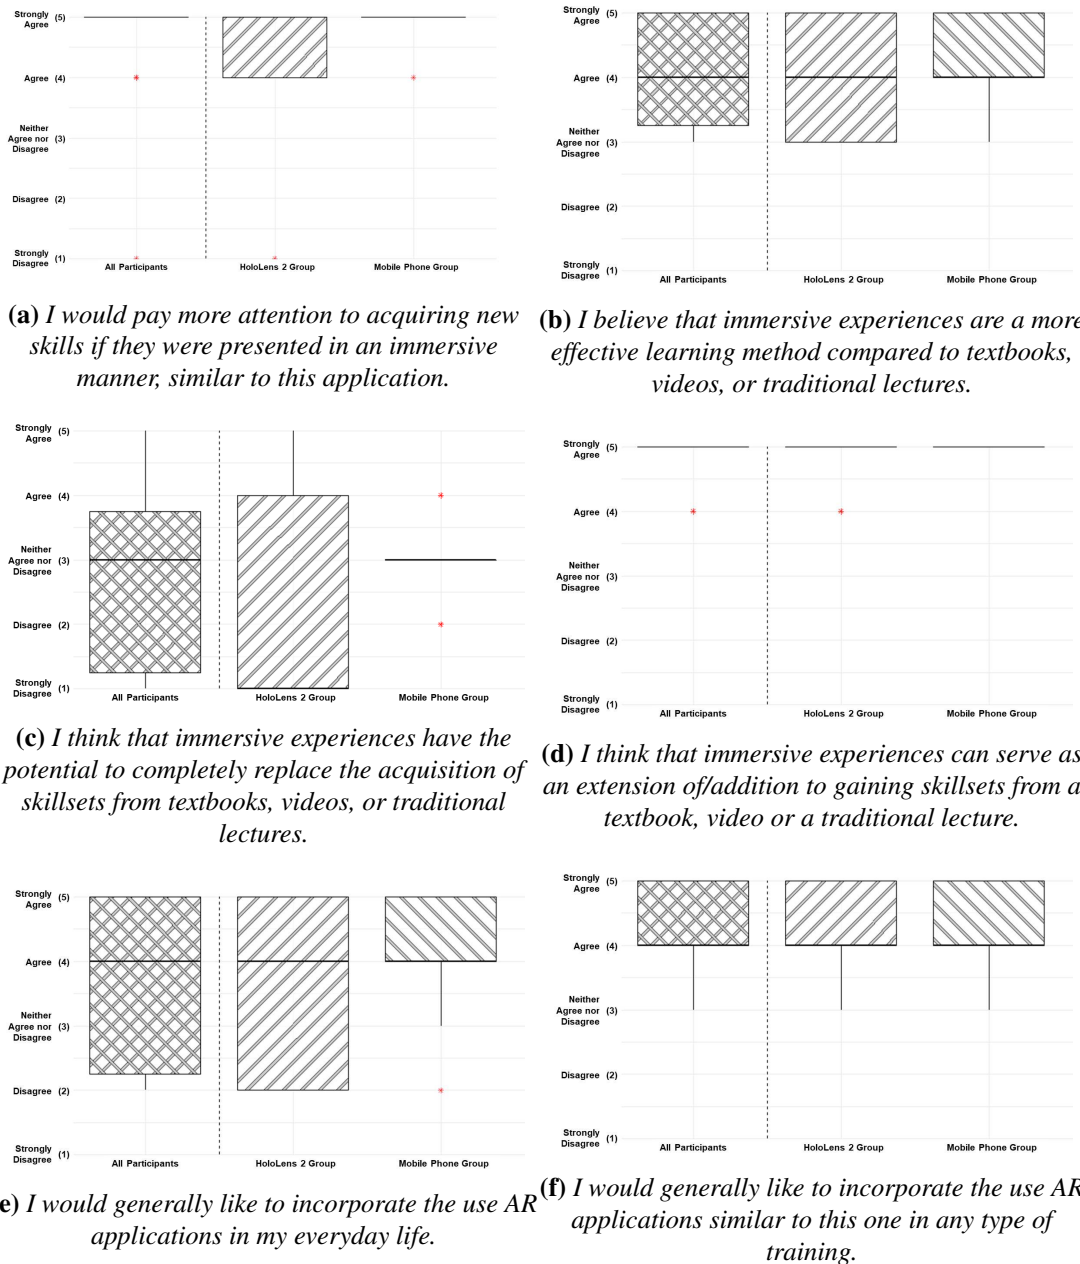 Strongly Agree (5)
Agree (4)
Neither Agree nor Disagree (3)
Disagree (2)
Strongly Disagree (1)
All Participants
HoloLens 2 Group
Mobile Phone Group
(a) I would pay more attention to acquiring new
skills if they were presented in an immersive
manner, similar to this application.
Strongly Agree (5)
Agree (4)
Neither Agree nor Disagree (3)
Disagree (2)
Strongly Disagree (1)
All Participants
HoloLens 2 Group
Mobile Phone Group
(b) I believe that immersive experiences are a more
effective learning method compared to textbooks,
videos, or traditional lectures.
Strongly Agree (5)
Agree (4)
Neither Agree nor Disagree (3)
Disagree (2)
Strongly Disagree (1)
All Participants
HoloLens 2 Group
Mobile Phone Group
(c) I think that immersive experiences have the
potential to completely replace the acquisition of
skillsets from textbooks, videos, or traditional
lectures.
Strongly Agree (5)
Agree (4)
Neither Agree nor Disagree (3)
Disagree (2)
Strongly Disagree (1)
All Participants
HoloLens 2 Group
Mobile Phone Group
(d) I think that immersive experiences can serve as
an extension of/addition to gaining skillsets from a
textbook, video or a traditional lecture.
Strongly Agree (5)
Agree (4)
Neither Agree nor Disagree (3)
Disagree (2)
Strongly Disagree (1)
All Participants
HoloLens 2 Group
Mobile Phone Group
e) I would generally like to incorporate the use AR
applications in my everyday life.
Strongly Agree (5)
Agree (4)
Neither Agree nor Disagree (3)
Disagree (2)
Strongly Disagree (1)
All Participants
HoloLens 2 Group
Mobile Phone Group
(f) I would generally like to incorporate the use AR
applications similar to this one in any type of
training.